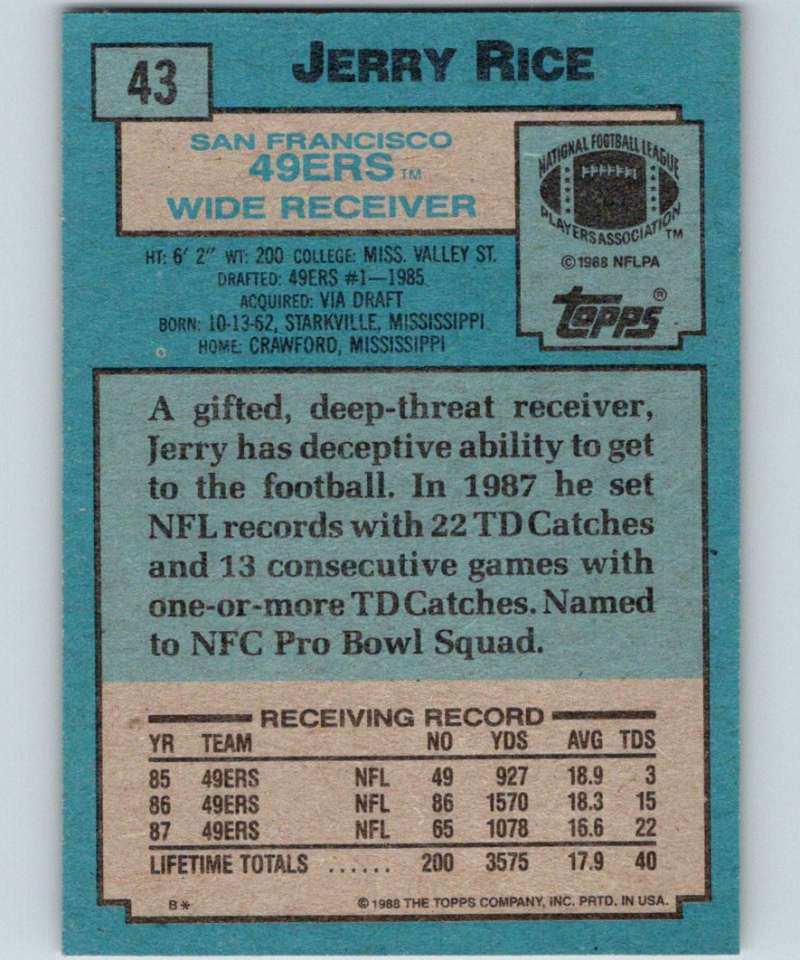 43
JERRY RICE
SAN FRANCISCO
49ERS TM
WIDE RECEIVER
NATIONAL FOOTBALL LEAGUE
PLAYERS ASSOCIATION TM
© 1988 NFLPA
Topps ®
HT: 6' 2" WT: 200 COLLEGE: MISS. VALLEY ST.
DRAFTED: 49ERS #1—1985
ACQUIRED: VIA DRAFT
BORN: 10-13-62, STARKVILLE, MISSISSIPPI
HOME: CRAWFORD, MISSISSIPPI
A gifted, deep-threat receiver,
Jerry has deceptive ability to get
to the football. In 1987 he set
NFL records with 22 TD Catches
and 13 consecutive games with
one-or-more TD Catches. Named
to NFC Pro Bowl Squad.
RECEIVING RECORD
YR TEAM NO YDS AVG TDS
85 49ERS NFL 49 927 18.9 3
86 49ERS NFL 86 1570 18.3 15
87 49ERS NFL 65 1078 16.6 22
LIFETIME TOTALS ...... 200 3575 17.9 40
B* © 1988 THE TOPPS COMPANY, INC. PRTD. IN USA.